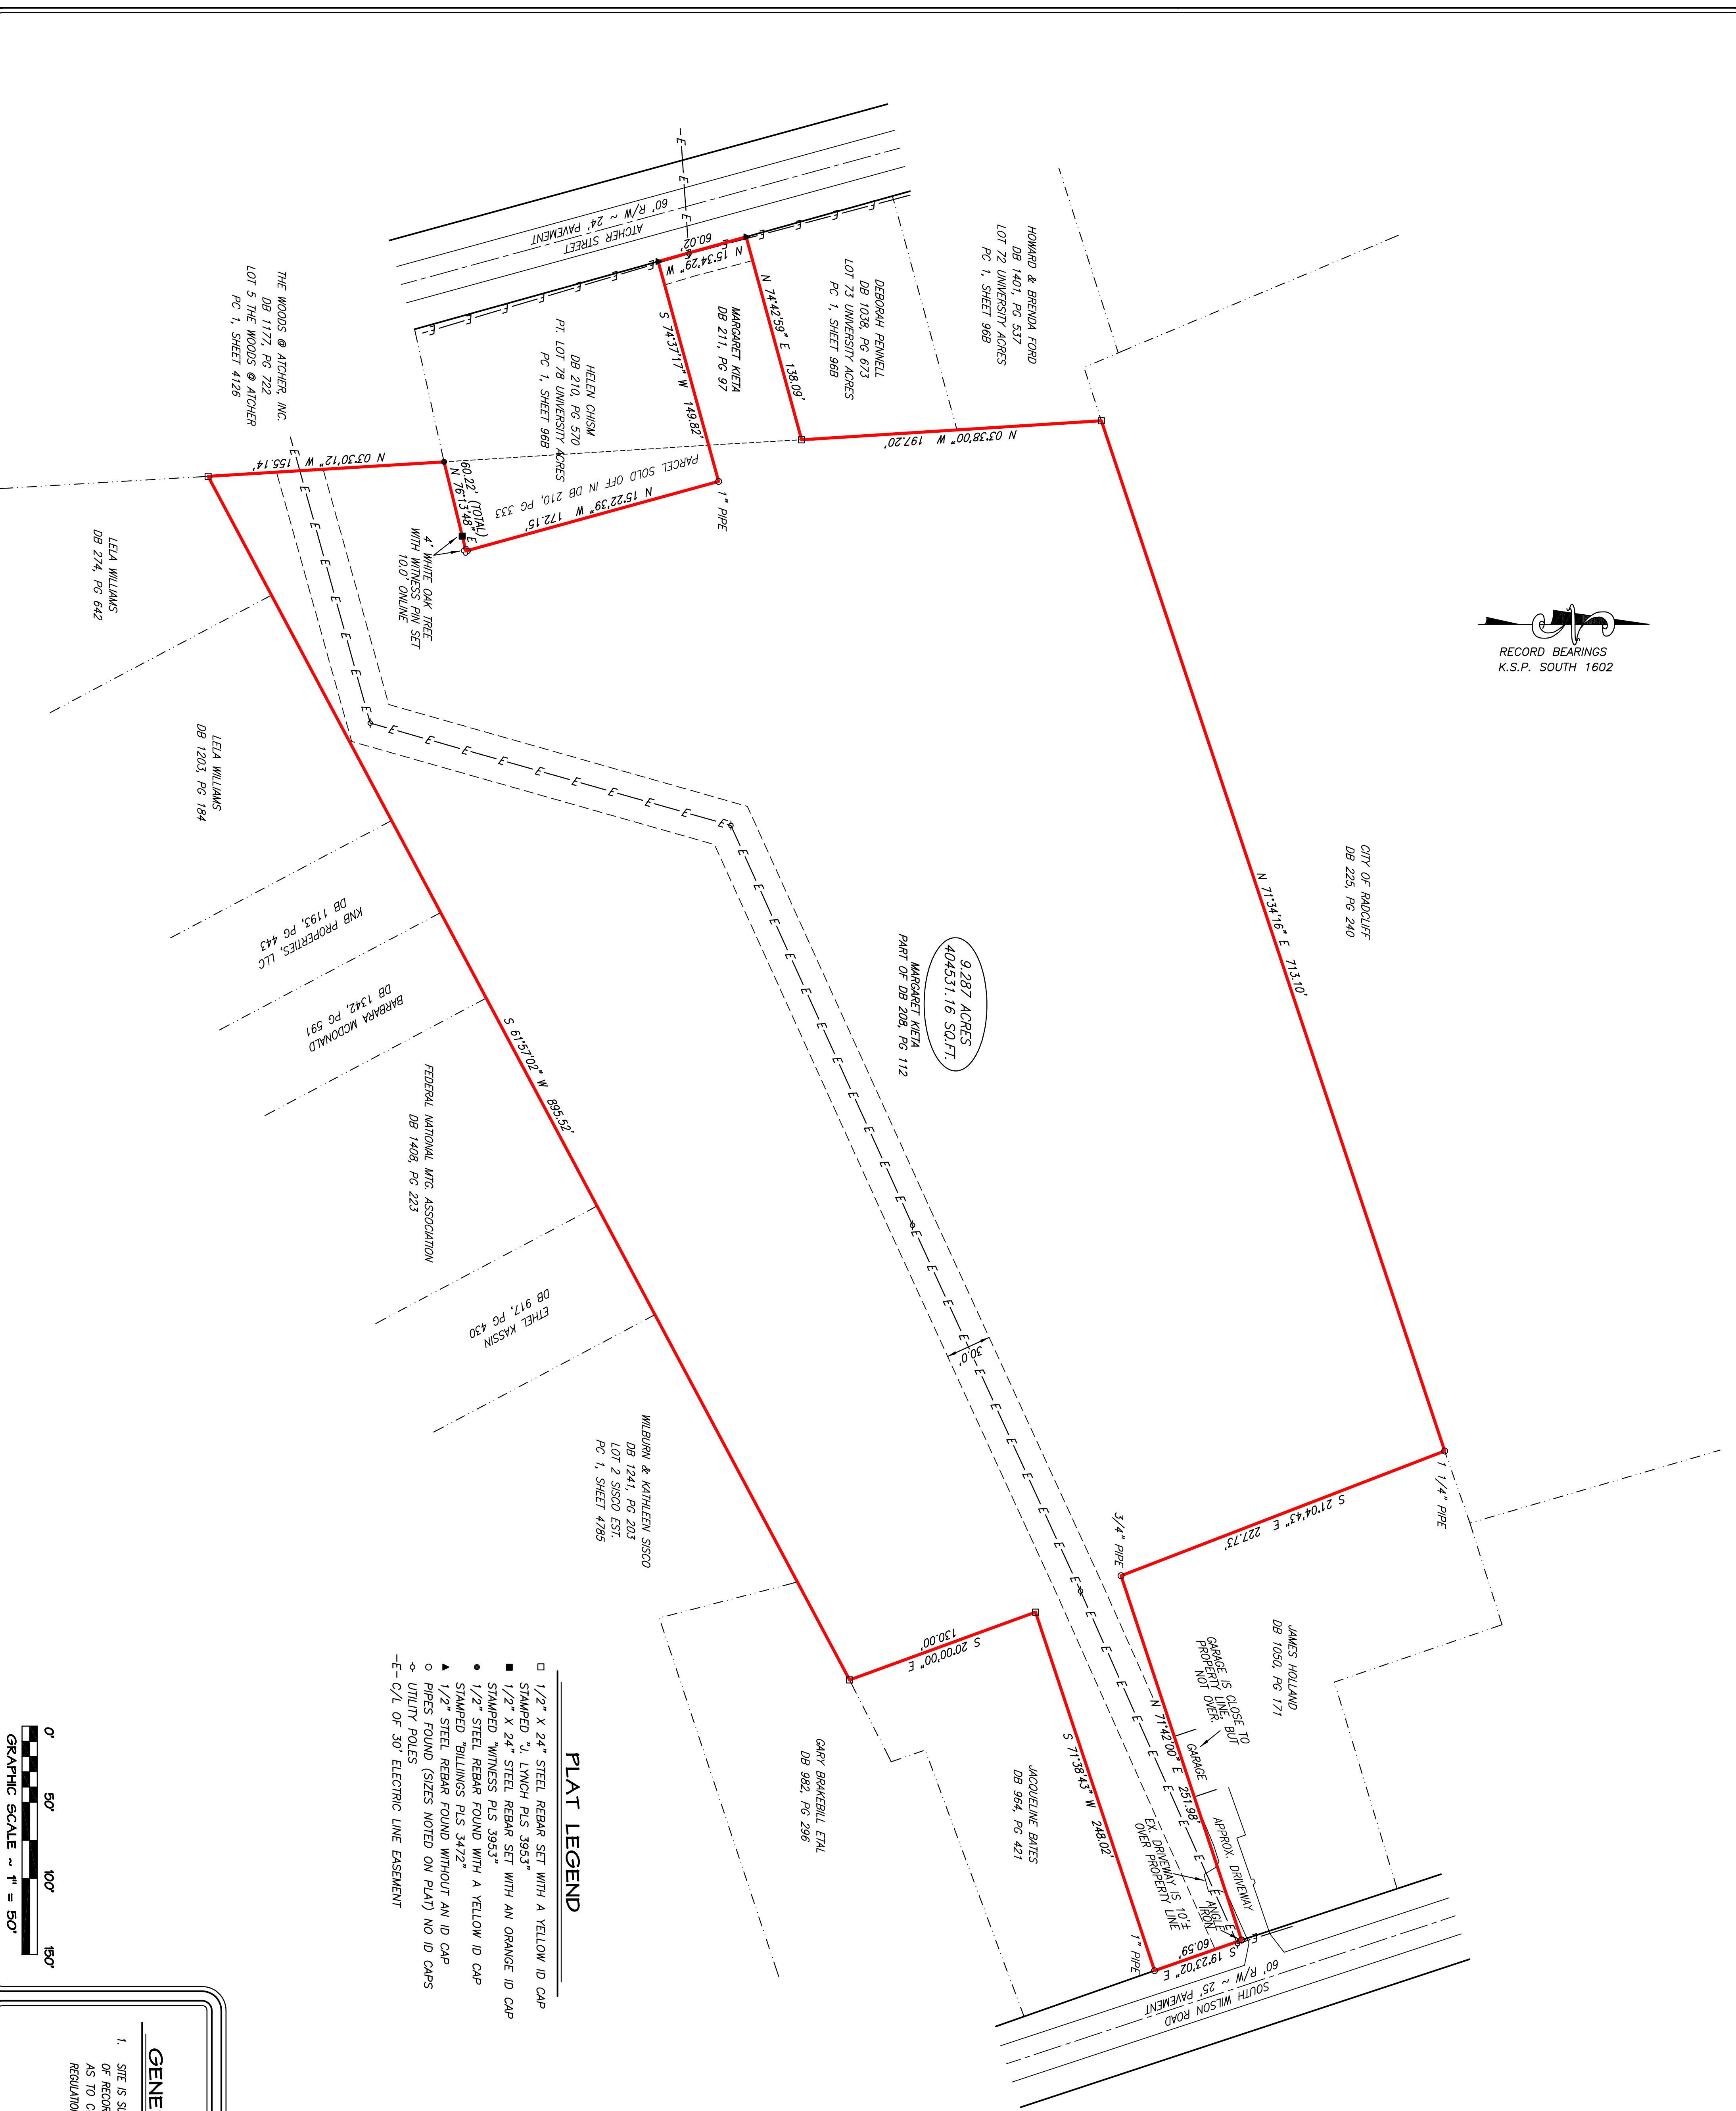 RECORD BEARINGS
K.S.P. SOUTH 1602
HOWARD & BRENDA FORD
DB 1401, PG 537
LOT 72 UNIVERSITY ACRES
PC 1, SHEET 96B
DEBORAH PENNELL
DB 1038, PG 673
LOT 73 UNIVERSITY ACRES
PC 1, SHEET 96B
MARGARET KIETA
DB 211, PG 97
HELEN CHISM
DB 210, PG 570
PT. LOT 78 UNIVERSITY ACRES
PC 1, SHEET 96B
THE WOODS @ ATCHER, INC.
DB 1177, PG 722
LOT 5 THE WOODS @ ATCHER
PC 1, SHEET 4126
ATCHER STREET
60' R/W ~ 24' PAVEMENT
N 15°34'29" W
60.02'
N 74°42'59" E 138.09'
S 74°37'17" W 149.82'
N 03°38'00" W 197.20'
N 15°22'39" W 172.15'
PARCEL SOLD OFF IN DB 210, PG 333
1" PIPE
60.22' (TOTAL)
N 76°13'48" E
N 03°30'12" W 155.14'
4' WHITE OAK TREE
WITH WITNESS PIN SET
10.0' ONLINE
LELA WILLIAMS
DB 274, PG 642
LELA WILLIAMS
DB 1203, PG 184
KNB PROPERTIES, LLC
DB 1193, PG 443
BARBARA MCDONALD
DB 1342, PG 591
FEDERAL NATIONAL MTG. ASSOCIATION
DB 1408, PG 223
ETHEL KASSIN
DB 917, PG 430
WILBURN & KATHLEEN SISCO
DB 1241, PG 203
LOT 2 SISCO EST.
PC 1, SHEET 4785
S 61°57'02" W 895.52'
CITY OF RADCLIFF
DB 225, PG 240
N 71°34'16" E 713.10'
9.287 ACRES
404531.16 SQ.FT.
MARGARET KIETA
PART OF DB 208, PG 112
30.0'
1 1/4" PIPE
S 21°04'43" E 227.73'
3/4" PIPE
JAMES HOLLAND
DB 1050, PG 171
GARAGE IS CLOSE TO
PROPERTY LINE, BUT
NOT OVER.
GARAGE
N 71°42'00" E 251.98'
APPROX. DRIVEWAY
EX. DRIVEWAY IS 10'±
OVER PROPERTY LINE
ANGLE
IRON
S 19°23'02" E
60.59'
1" PIPE
SOUTH WILSON ROAD
60' R/W ~ 25' PAVEMENT
S 71°38'43" W 248.02'
S 20°00'00" E
130.00'
JACQUELINE BATES
DB 964, PG 421
GARY BRAKEBILL ETAL
DB 982, PG 296
PLAT LEGEND
1/2" X 24" STEEL REBAR SET WITH A YELLOW ID CAP
STAMPED "J. LYNCH PLS 3953"
1/2" X 24" STEEL REBAR SET WITH AN ORANGE ID CAP
STAMPED "WITNESS PLS 3953"
1/2" STEEL REBAR FOUND WITH A YELLOW ID CAP
STAMPED "BILLINGS PLS 3472"
1/2" STEEL REBAR FOUND WITHOUT AN ID CAP
PIPES FOUND (SIZES NOTED ON PLAT) NO ID CAPS
UTILITY POLES
-E- C/L OF 30' ELECTRIC LINE EASEMENT
0' 50' 100' 150'
GRAPHIC SCALE ~ 1" = 50'
GENE
1. SITE IS SU
OF RECOR
AS TO C
REGULATION